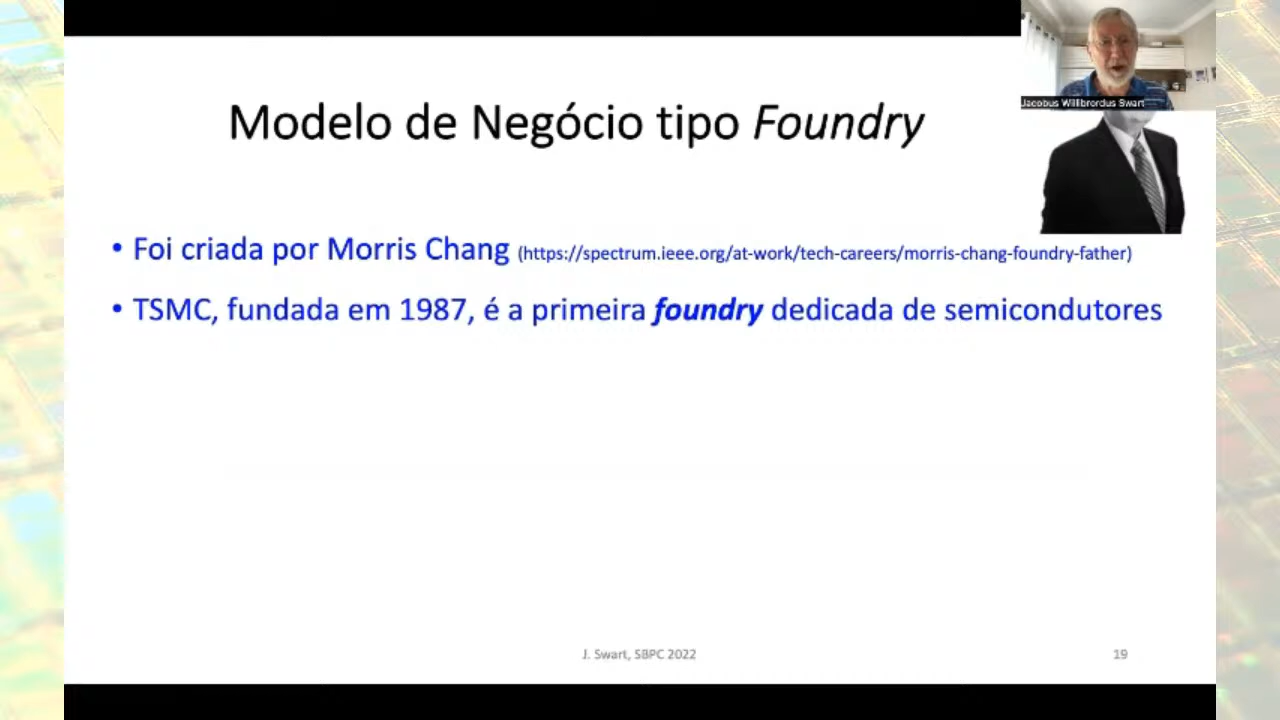 Jacobus Willibrordus Swart
Modelo de Negócio tipo Foundry
• Foi criada por Morris Chang (https://spectrum.ieee.org/at-work/tech-careers/morris-chang-foundry-father)
• TSMC, fundada em 1987, é a primeira foundry dedicada de semicondutores
J. Swart, SBPC 2022
19